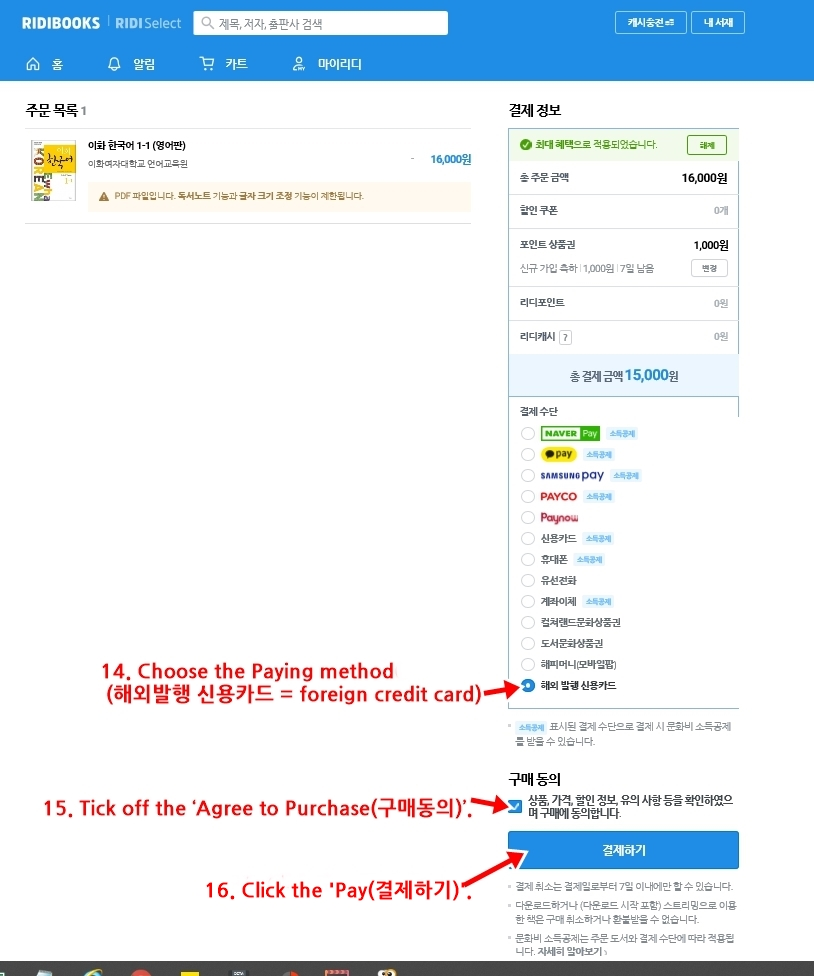 RIDIBOOKS RIDI Select 제목, 저자, 출판사 검색 캐시충전 내 서재
홈 알림 카트 마이리디
주문 목록 1
이화 한국어 1-1 (영어판)
이화여자대학교 언어교육원
- 16,000원
PDF 파일입니다. 독서노트 기능과 글자 크기 조정 기능이 제한됩니다.
결제 정보
최대 혜택으로 적용되었습니다. 해제
총 주문 금액 16,000원
할인 쿠폰 0개
포인트 상품권 1,000원
신규 가입 축하 | 1,000원 | 7일 남음 변경
리디포인트 0원
리디캐시 ? 0원
총 결제 금액 15,000원
결제 수단
NAVER Pay 소득공제
pay 소득공제
SAMSUNG pay 소득공제
PAYCO 소득공제
Paynow
신용카드 소득공제
휴대폰 소득공제
유선전화
계좌이체 소득공제
컬쳐랜드문화상품권
도서문화상품권
해피머니(모바일팝)
해외 발행 신용카드
14. Choose the Paying method
(해외발행 신용카드 = foreign credit card)
소득공제 표시된 결제 수단으로 결제 시 문화비 소득공제
를 받을 수 있습니다.
구매 동의
상품, 가격, 할인 정보, 유의 사항 등을 확인하였으
며 구매에 동의합니다.
15. Tick off the ‘Agree to Purchase(구매동의)’.
결제하기
16. Click the 'Pay(결제하기)'.
결제 취소는 결제일로부터 7일 이내에만 할 수 있습니다.
다운로드하거나 (다운로드 시작 포함) 스트리밍으로 이용
한 책은 구매 취소하거나 환불받을 수 없습니다.
문화비 소득공제는 주문 도서와 결제 수단에 따라 적용됩
니다. 자세히 알아보기